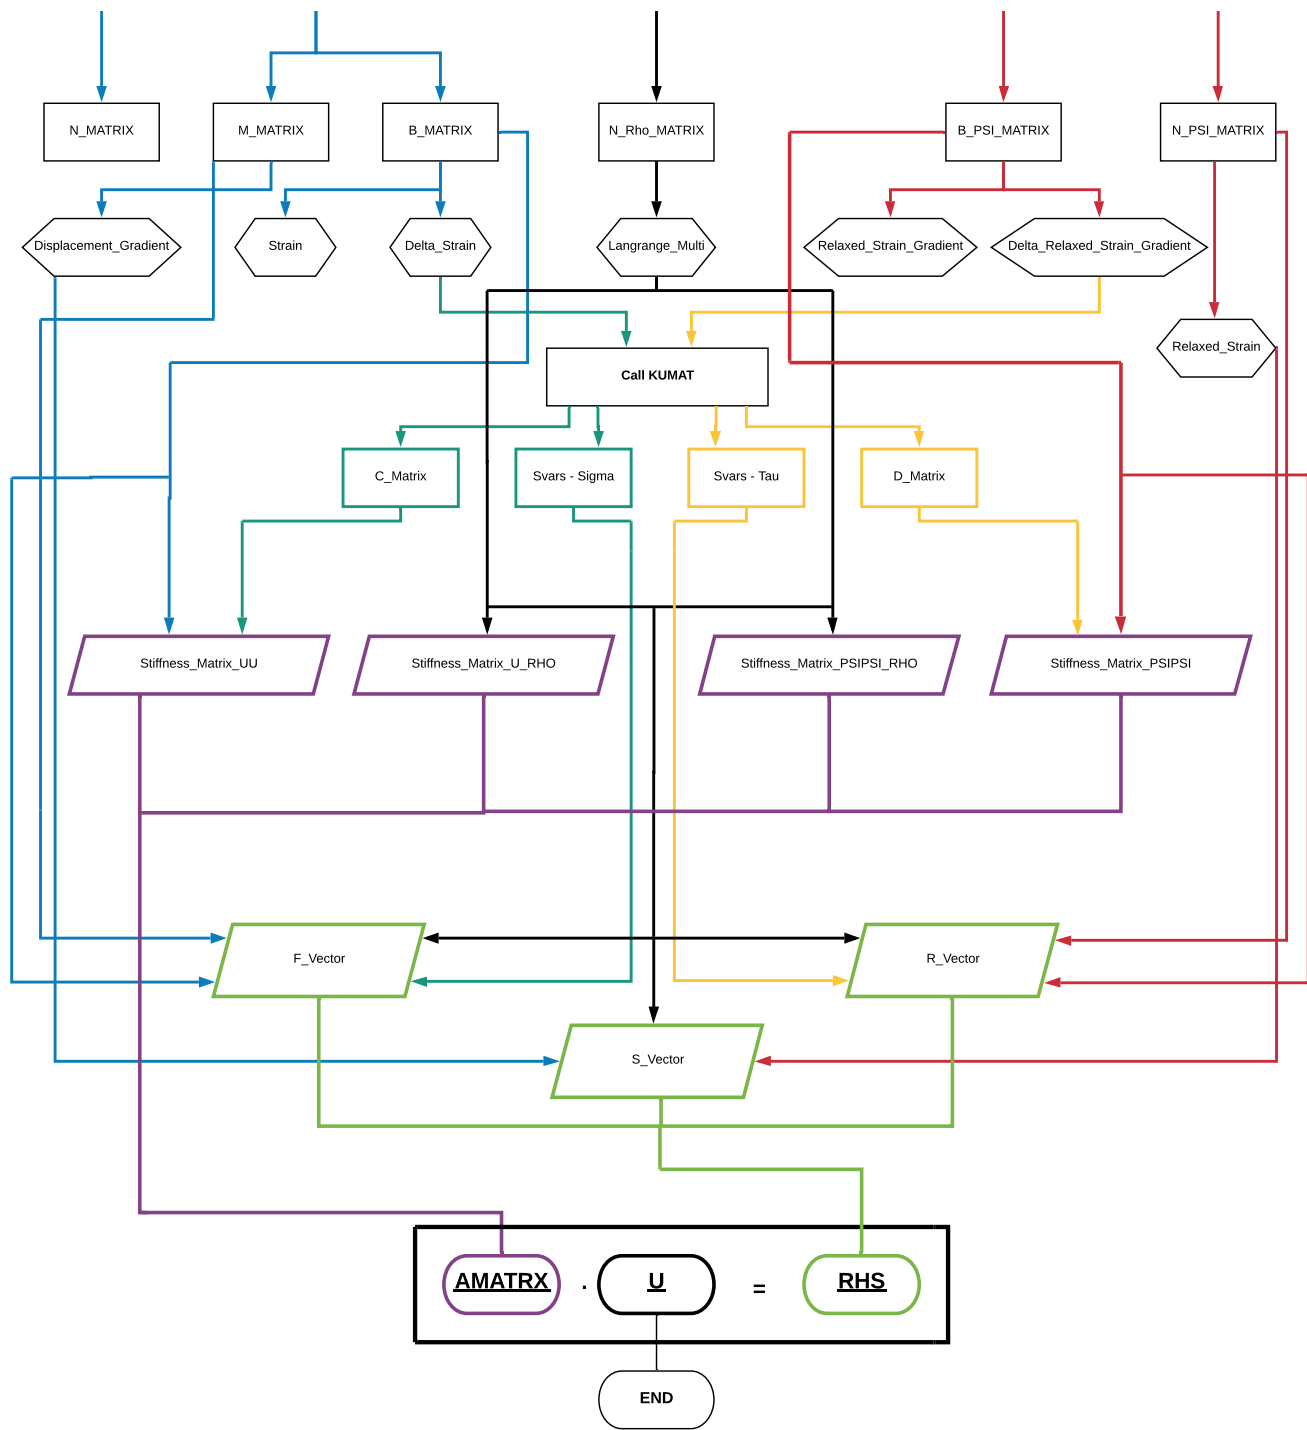 N_MATRIX
M_MATRIX
B_MATRIX
N_Rho_MATRIX
B_PSI_MATRIX
N_PSI_MATRIX
Displacement_Gradient
Strain
Delta_Strain
Langrange_Multi
Relaxed_Strain_Gradient
Delta_Relaxed_Strain_Gradient
Relaxed_Strain
Call KUMAT
C_Matrix
Svars - Sigma
Svars - Tau
D_Matrix
Stiffness_Matrix_UU
Stiffness_Matrix_U_RHO
Stiffness_Matrix_PSIPSI_RHO
Stiffness_Matrix_PSIPSI
F_Vector
R_Vector
S_Vector
AMATRX . U = RHS
END